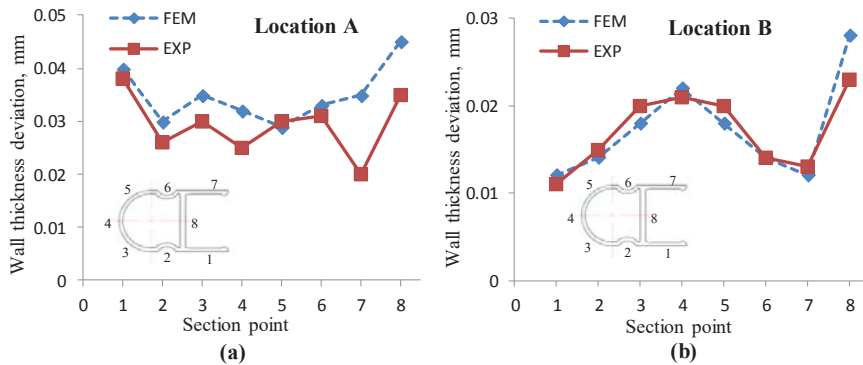 FEM
EXP
Location A
Wall thickness deviation, mm
0.05
0.04
0.03
0.02
0.01
0
5 6 7
4 8
3 2 1
0 1 2 3 4 5 6 7 8
Section point
(a)
FEM
EXP
Location B
Wall thickness deviation, mm
0.03
0.02
0.01
0
5 6 7
4 8
3 2 1
0 1 2 3 4 5 6 7 8
Section point
(b)